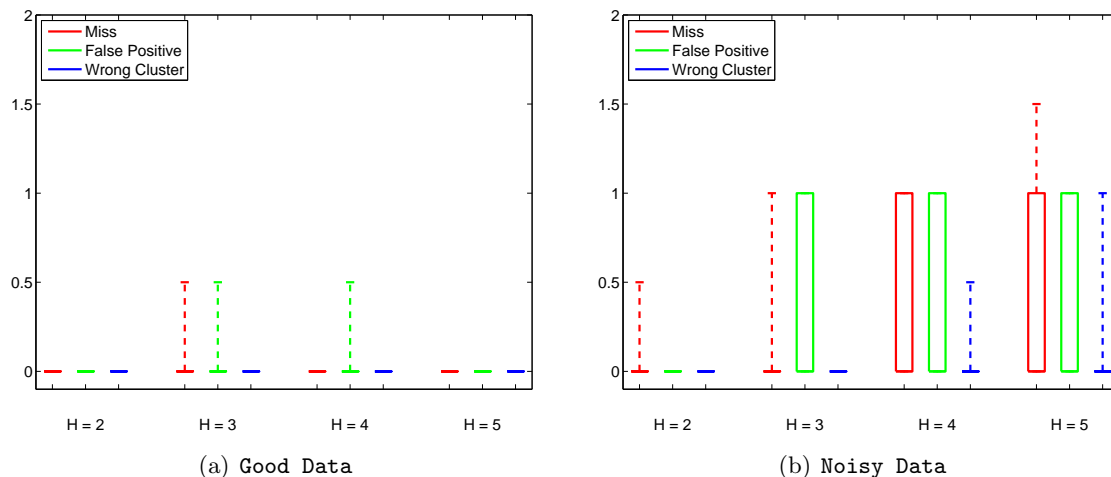 2
1.5
1
0.5
0
Miss
False Positive
Wrong Cluster
H = 2
H = 3
H = 4
H = 5
(a) Good Data
2
1.5
1
0.5
0
Miss
False Positive
Wrong Cluster
H = 2
H = 3
H = 4
H = 5
(b) Noisy Data